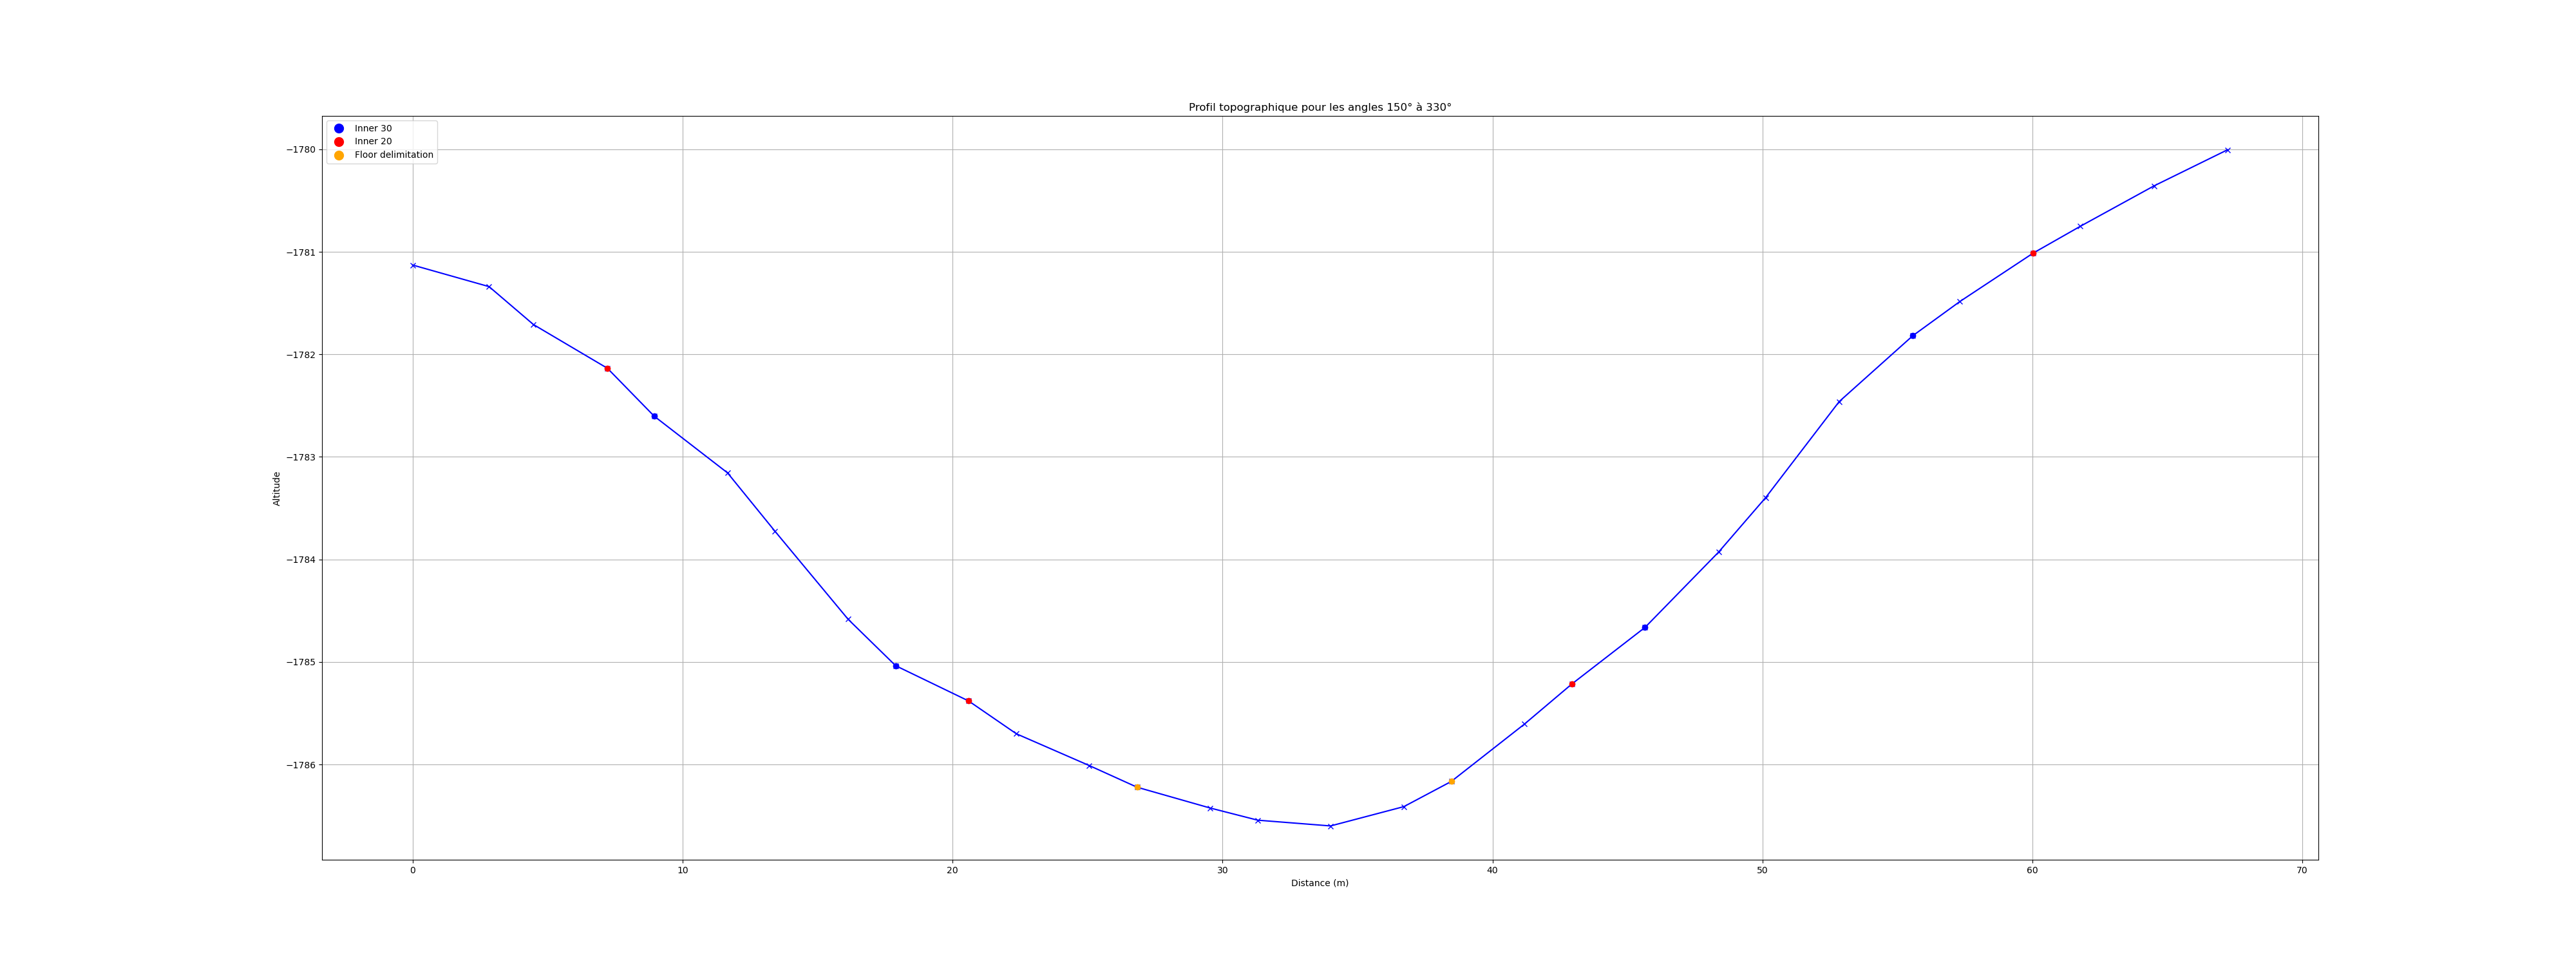 Profil topographique pour les angles 150° à 330°
Inner 30
Inner 20
Floor delimitation
−1780
−1781
−1782
−1783
−1784
−1785
−1786
Altitude
0 10 20 30 40 50 60 70
Distance (m)